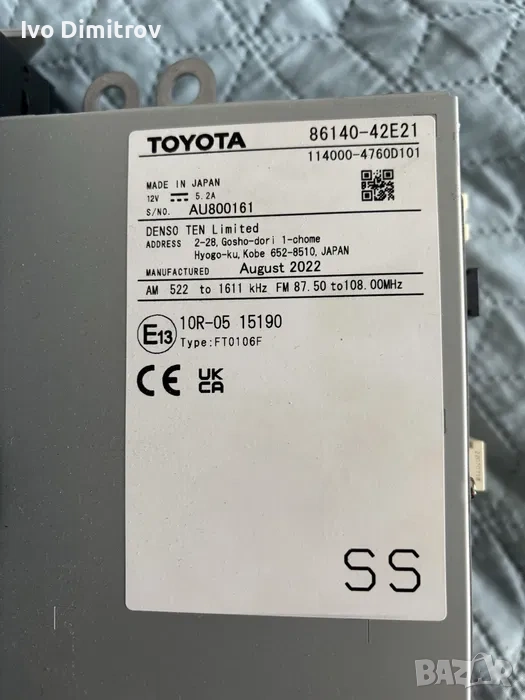 Ivo Dimitrov
TOYOTA 86140-42E21
114000-4760D101
MADE IN JAPAN
12V 5.2A
S/NO. AU800161
DENSO TEN Limited
ADDRESS 2-28, Gosho-dori 1-chome
Hyogo-ku, Kobe 652-8510, JAPAN
MANUFACTURED August 2022
AM 522 to 1611 kHz FM 87.50 to108.00MHz
E13 10R-05 15190
Type:FT0106F
CE UK
CA
SS
BAZAR
bg